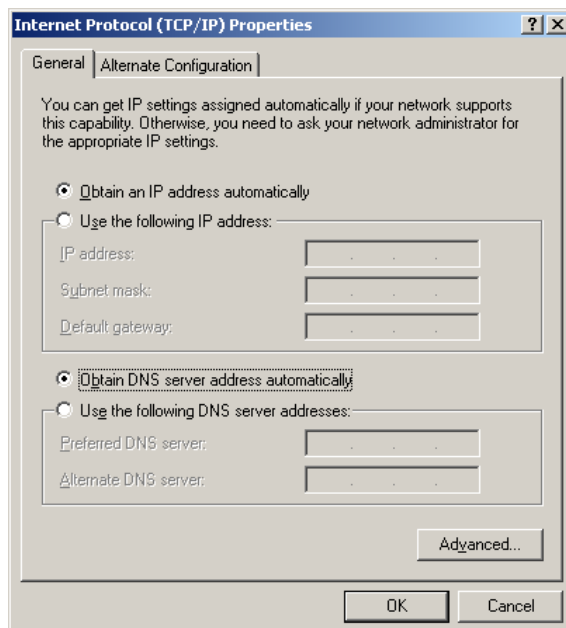 Internet Protocol (TCP/IP) Properties
General
Alternate Configuration
You can get IP settings assigned automatically if your network supports
this capability. Otherwise, you need to ask your network administrator for
the appropriate IP settings.
Obtain an IP address automatically
Use the following IP address:
IP address:
Subnet mask:
Default gateway:
Obtain DNS server address automatically
Use the following DNS server addresses:
Preferred DNS server:
Alternate DNS server:
Advanced...
OK
Cancel